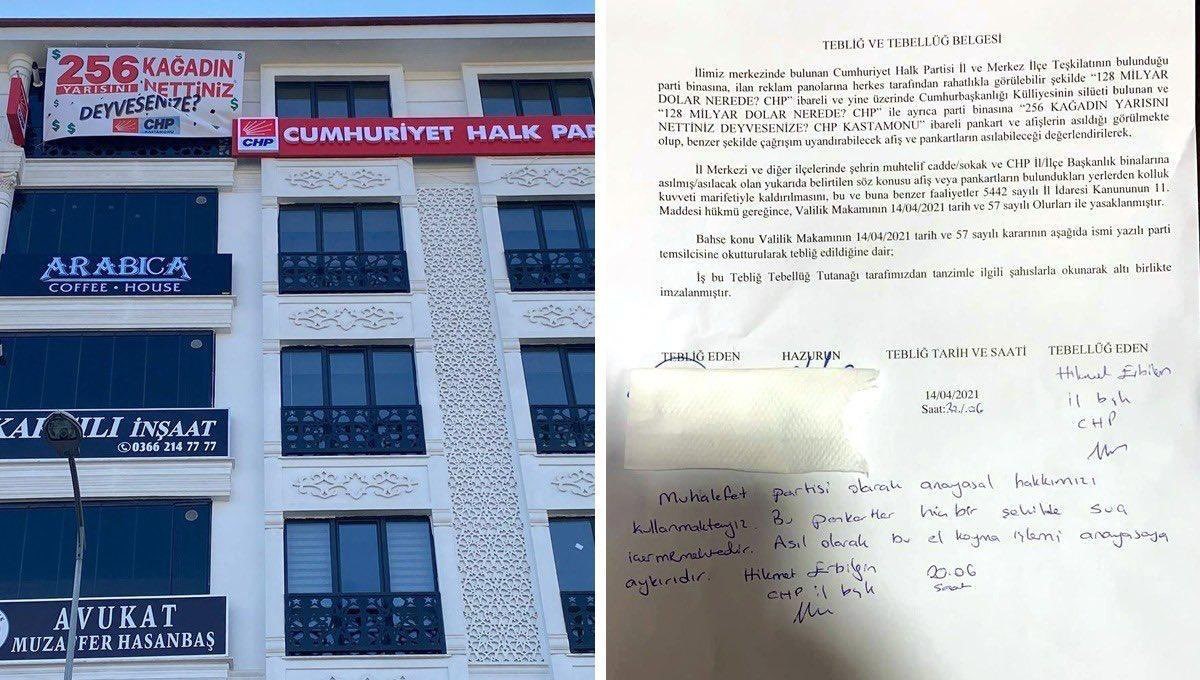 256 KAĞADIN
YARISINI NETTİNİZ
DEYVESENİZE?
CHP
KASTAMONU
CHP CUMHURİYET HALK PAR
ARABICA
COFFEE • HOUSE
İNŞAAT
0366 214 77 77
AVUKAT
MUZAFFER HASANBAŞ
TEBLİĞ VE TEBELLÜĞ BELGESİ
İlimiz merkezinde bulunan Cumhuriyet Halk Partisi İl ve Merkez İlçe Teşkilatının bulunduğu
parti binasına, ilan reklam panolarına herkes tarafından rahatlıkla görülebilir şekilde “128 MİLYAR
DOLAR NEREDE? CHP” ibareli ve yine üzerinde Cumhurbaşkanlığı Külliyesinin silüeti bulunan ve
“128 MİLYAR DOLAR NEREDE? CHP” ile ayrıca parti binasına “256 KAĞADIN YARISINI
NETTİNİZ DEYVESENİZE? CHP KASTAMONU” ibareli pankart ve afişlerin asıldığı görülmekte
olup, benzer şekilde çağrışım uyandırabilecek afiş ve pankartların asılabileceği değerlendirilerek,
İl Merkezi ve diğer ilçelerinde şehrin muhtelif cadde/sokak ve CHP İl/İlçe Başkanlık binalarına
asılmış/asılacak olan yukarıda belirtilen söz konusu afiş veya pankartların bulundukları yerlerden kolluk
kuvveti marifetiyle kaldırılmasını, bu ve buna benzer faaliyetler 5442 sayılı İl İdaresi Kanununun 11.
Maddesi hükmü gereğince, Valilik Makamının 14/04/2021 tarih ve 57 sayılı Olurları ile yasaklanmıştır.
Bahse konu Valilik Makamının 14/04/2021 tarih ve 57 sayılı kararının aşağıda ismi yazılı parti
temsilcisine okutturularak tebliğ edildiğine dair;
İş bu Tebliğ Tebellüğ Tutanağı tarafımızdan tanzimle ilgili şahıslarla okunarak altı birlikte
imzalanmıştır.
TEBLİĞ EDEN HAZURUN TEBLİĞ TARİH VE SAATİ TEBELLÜĞ EDEN
14/04/2021
Saat:
Hikmet Erbilgin
il bşk
CHP
Muhalefet partisi olarak anayasal hakkımızı
kullanmaktayız. Bu pankartlar hiçbir şekilde suç
içermemektedir. Asıl olarak bu el koyma işlemi anayasaya
aykırıdır. Hikmet Erbilgin 20.06
CHP il bşk saat